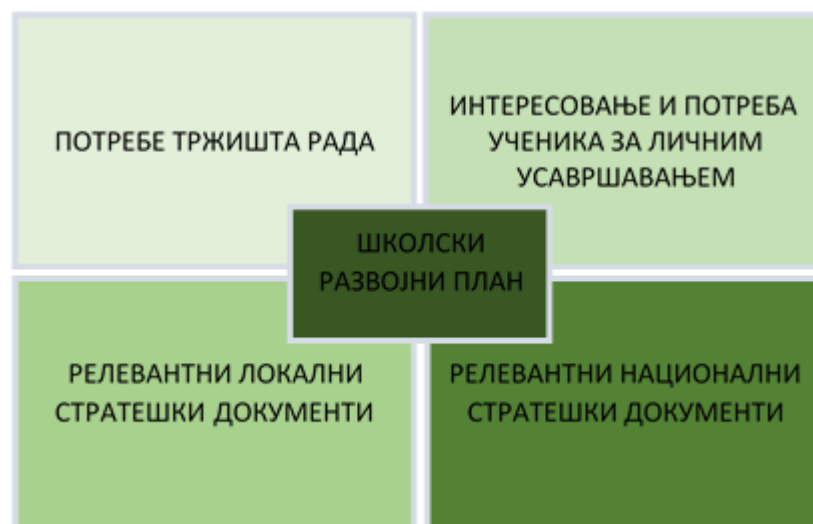 ПОТРЕБЕ ТРЖИШТА РАДА
ИНТЕРЕСОВАЊЕ И ПОТРЕБА
УЧЕНИКА ЗА ЛИЧНИМ
УСАВРШАВАЊЕМ
ШКОЛСКИ
РАЗВОЈНИ ПЛАН
РЕЛЕВАНТНИ ЛОКАЛНИ
СТРАТЕШКИ ДОКУМЕНТИ
РЕЛЕВАНТНИ НАЦИОНАЛНИ
СТРАТЕШКИ ДОКУМЕНТИ